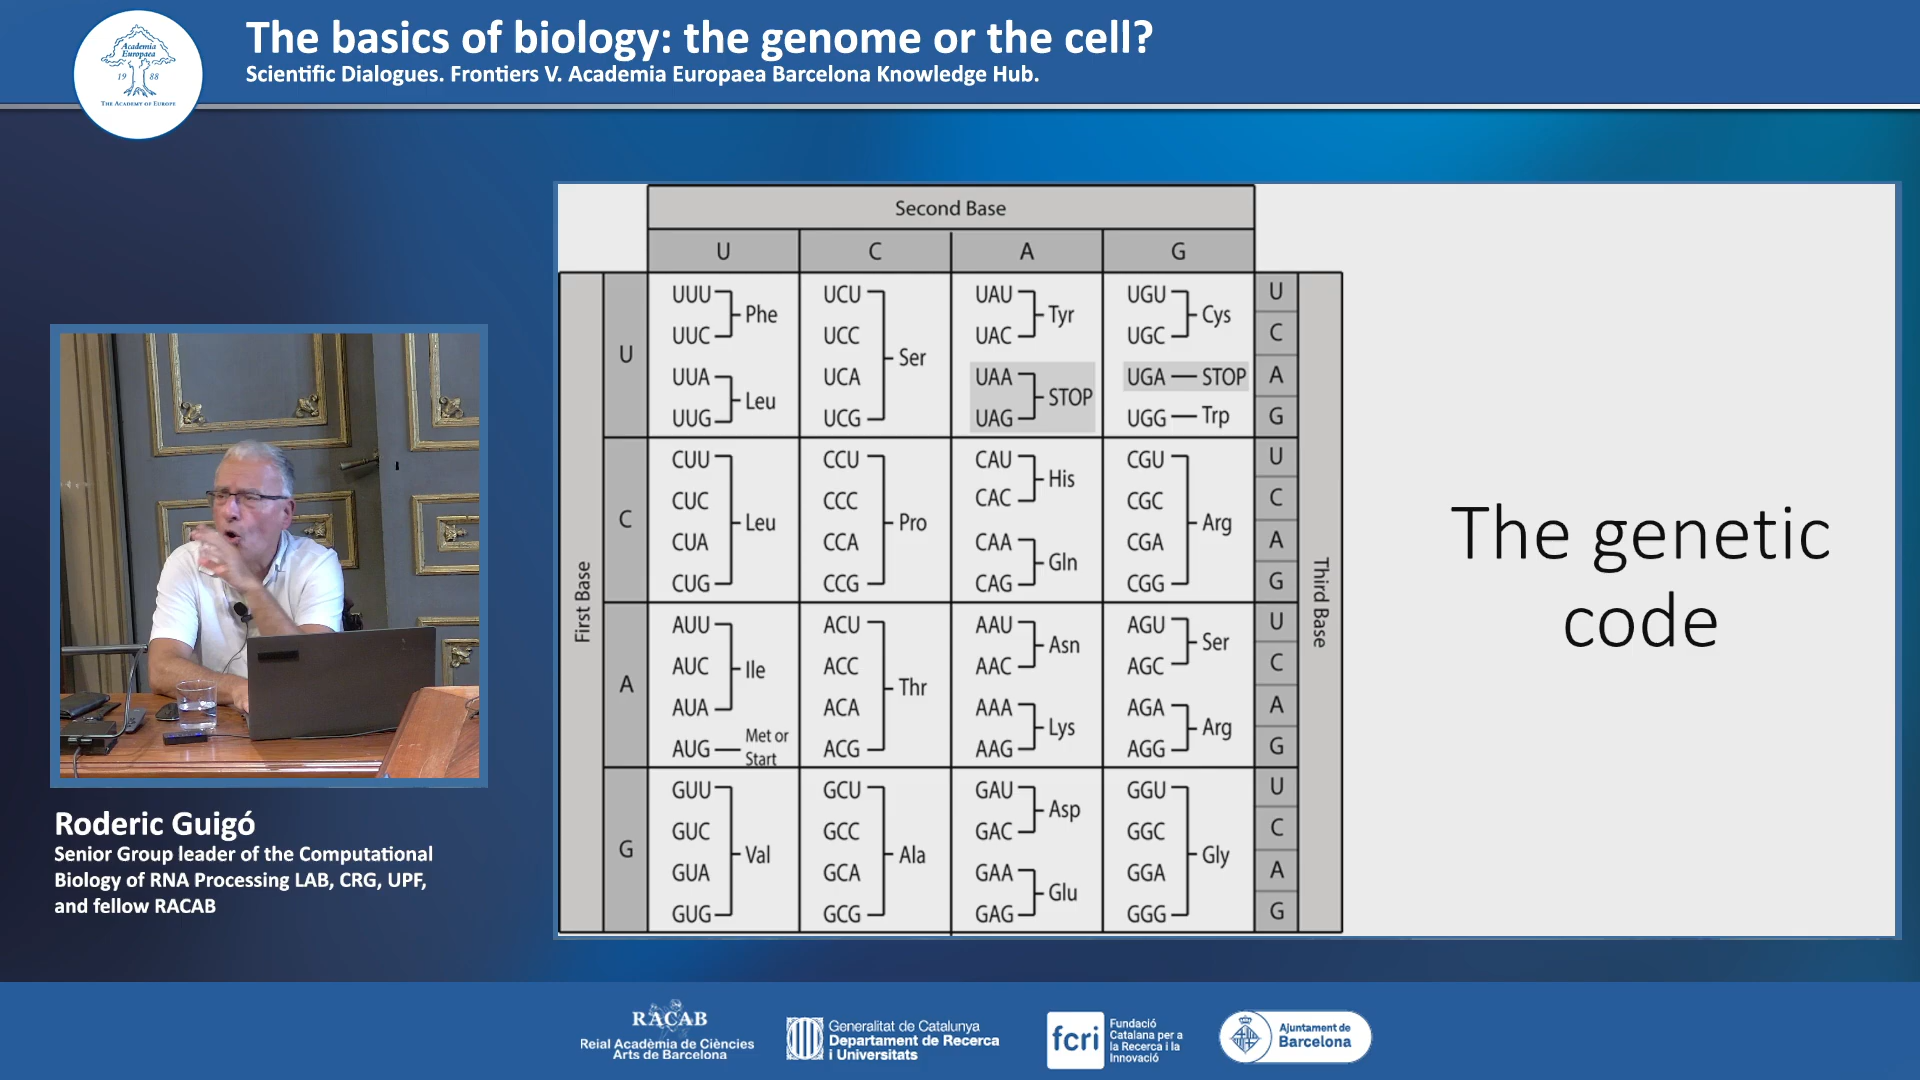 The basics of biology: the genome or the cell?
Scientific Dialogues. Frontiers V. Academia Europaea Barcelona Knowledge Hub.
Academia
Europaea
19 88
THE ACADEMY OF EUROPE
Second Base
U C A G
First Base
Third Base
U
UUU
UUC
Phe
UUA
UUG
Leu
UCU
UCC
UCA
UCG
Ser
UAU
UAC
Tyr
UAA
UAG
STOP
UGU
UGC
Cys
UGA STOP
UGG Trp
U
C
A
G
C
CUU
CUC
CUA
CUG
Leu
CCU
CCC
CCA
CCG
Pro
CAU
CAC
His
CAA
CAG
Gln
CGU
CGC
CGA
CGG
Arg
U
C
A
G
A
AUU
AUC
AUA
Ile
AUG Met or
Start
ACU
ACC
ACA
ACG
Thr
AAU
AAC
Asn
AAA
AAG
Lys
AGU
AGC
Ser
AGA
AGG
Arg
U
C
A
G
G
GUU
GUC
GUA
GUG
Val
GCU
GCC
GCA
GCG
Ala
GAU
GAC
Asp
GAA
GAG
Glu
GGU
GGC
GGA
GGG
Gly
U
C
A
G
The genetic
code
Roderic Guigó
Senior Group leader of the Computational
Biology of RNA Processing LAB, CRG, UPF,
and fellow RACAB
RACAB
Reial Acadèmia de Ciències
Arts de Barcelona
Generalitat de Catalunya
Departament de Recerca
i Universitats
fcri
Fundació
Catalana per a
la Recerca i la
Innovació
Ajuntament de
Barcelona